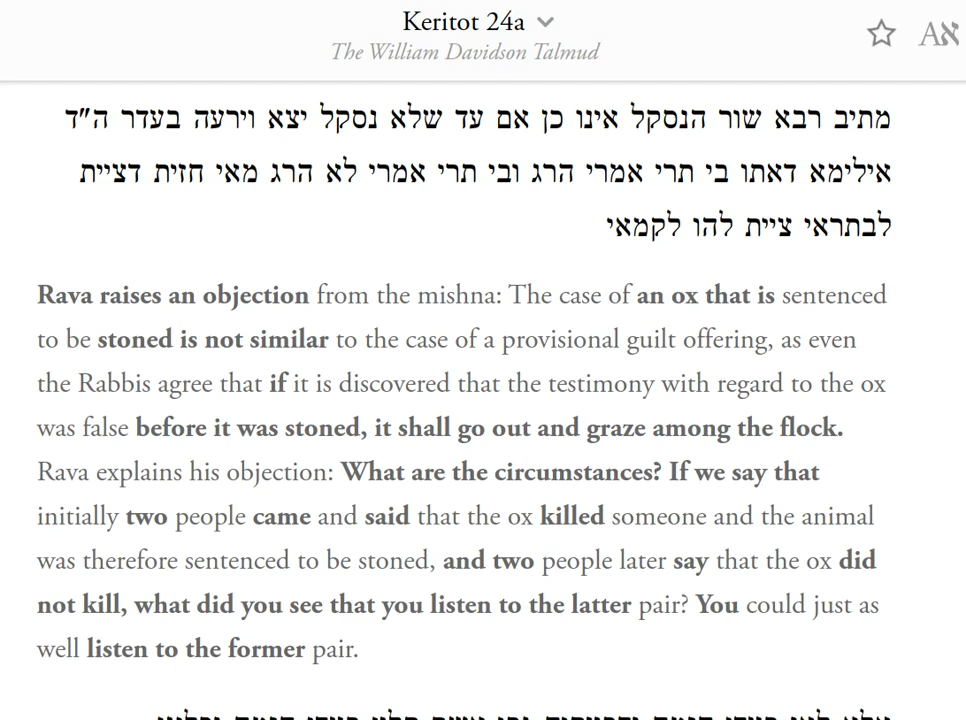 Keritot 24a
The William Davidson Talmud
Aא
מתיב רבא שור הנסקל אינו כן אם עד שלא נסקל יצא וירעה בעדר ה"ד
אילימא דאתו בי תרי אמרי הרג ובי תרי אמרי לא הרג מאי חזית דציית
לבתראי ציית להו לקמאי
Rava raises an objection from the mishna: The case of an ox that is sentenced
to be stoned is not similar to the case of a provisional guilt offering, as even
the Rabbis agree that if it is discovered that the testimony with regard to the ox
was false before it was stoned, it shall go out and graze among the flock.
Rava explains his objection: What are the circumstances? If we say that
initially two people came and said that the ox killed someone and the animal
was therefore sentenced to be stoned, and two people later say that the ox did
not kill, what did you see that you listen to the latter pair? You could just as
well listen to the former pair.